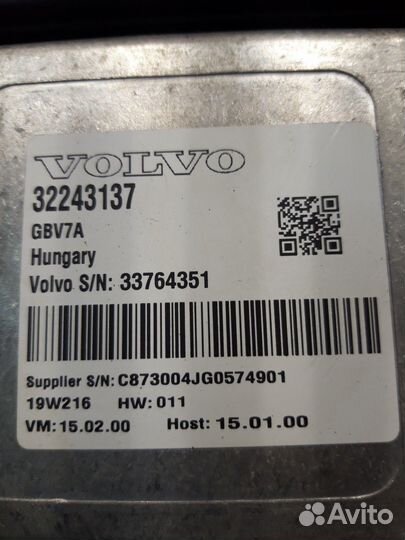 VOLVO
32243137
GBV7A
Hungary
Volvo S/N: 33764351
Supplier S/N: C873004JG0574901
19W216 HW: 011
VM: 15.02.00 Host: 15.01.00
Avito